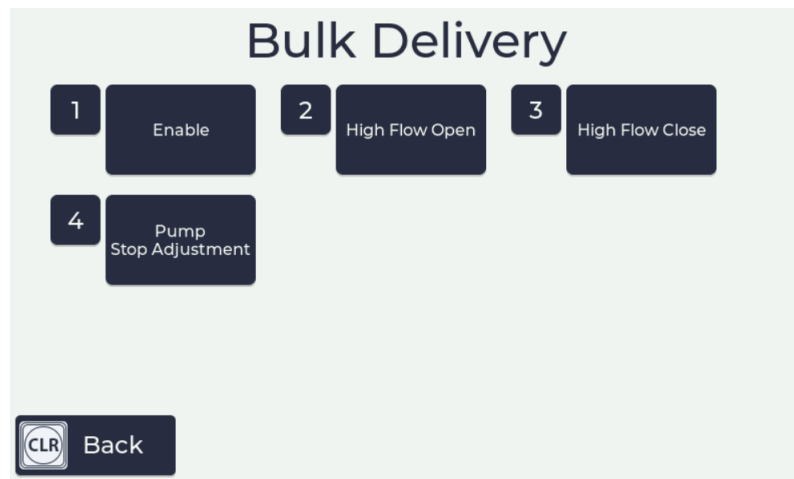 Bulk Delivery
1
Enable
2
High Flow Open
3
High Flow Close
4
Pump
Stop Adjustment
CLR
Back